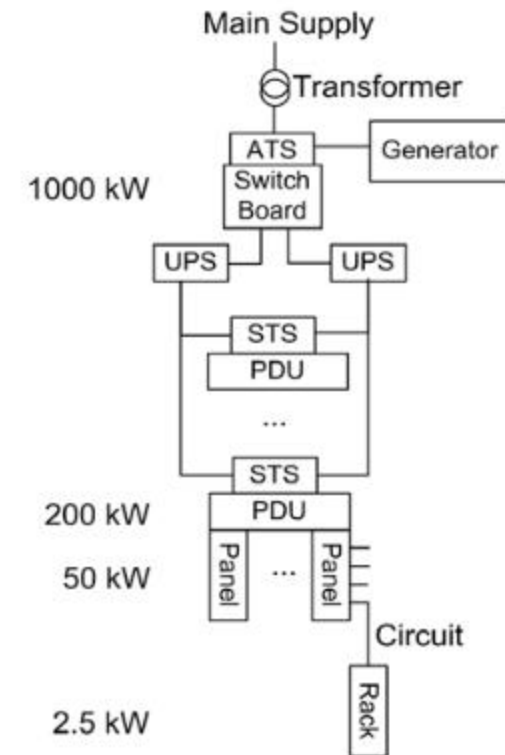 Main Supply
Transformer
ATS
Generator
1000 kW
Switch
Board
UPS
UPS
STS
PDU
...
STS
200 kW
PDU
50 kW
Panel
...
Panel
Circuit
Rack
2.5 kW